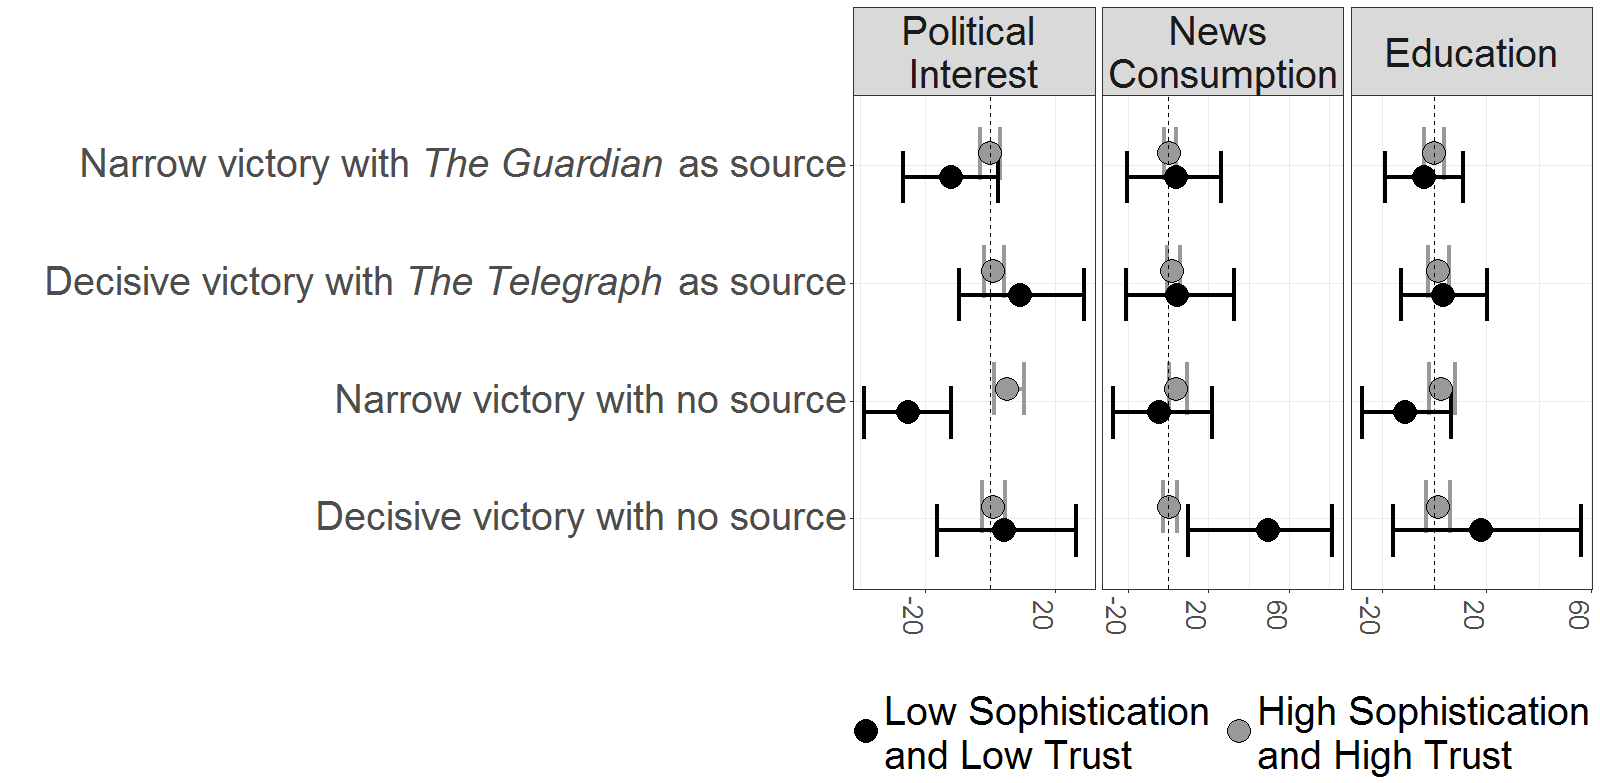 Political
Interest
News
Consumption
Education
Narrow victory with The Guardian as source
Decisive victory with The Telegraph as source
Narrow victory with no source
Decisive victory with no source
-20
20
-20
20
60
-20
20
60
Low Sophistication
and Low Trust
High Sophistication
and High Trust